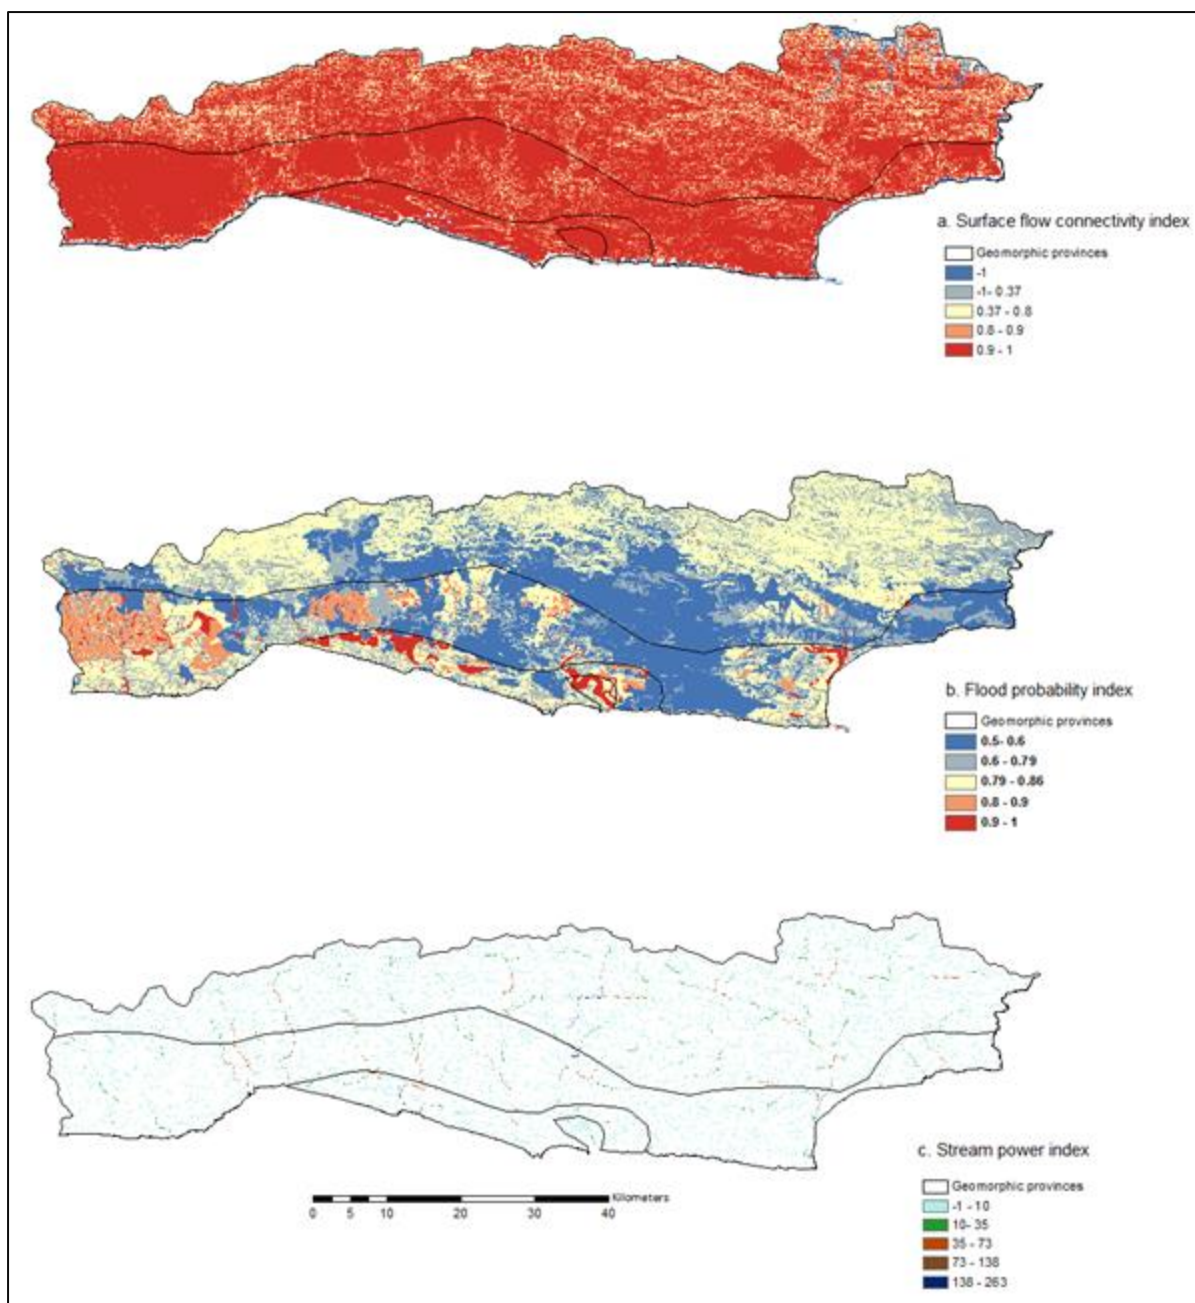 a. Surface flow connectivity index
Geomorphic provinces
-1
-1- 0.37
0.37 - 0.8
0.8 - 0.9
0.9 - 1
b. Flood probability index
Geomorphic provinces
0.5- 0.6
0.6 - 0.79
0.79 - 0.86
0.8 - 0.9
0.9 - 1
c. Stream power index
Geomorphic provinces
-1 - 10
10- 35
35 - 73
73 - 138
138 - 263
Kilometers
0 5 10 20 30 40